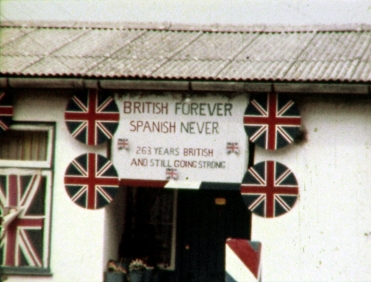 BRITISH FOREVER
SPANISH NEVER
263 YEARS BRITISH
AND STILL GOING STRONG